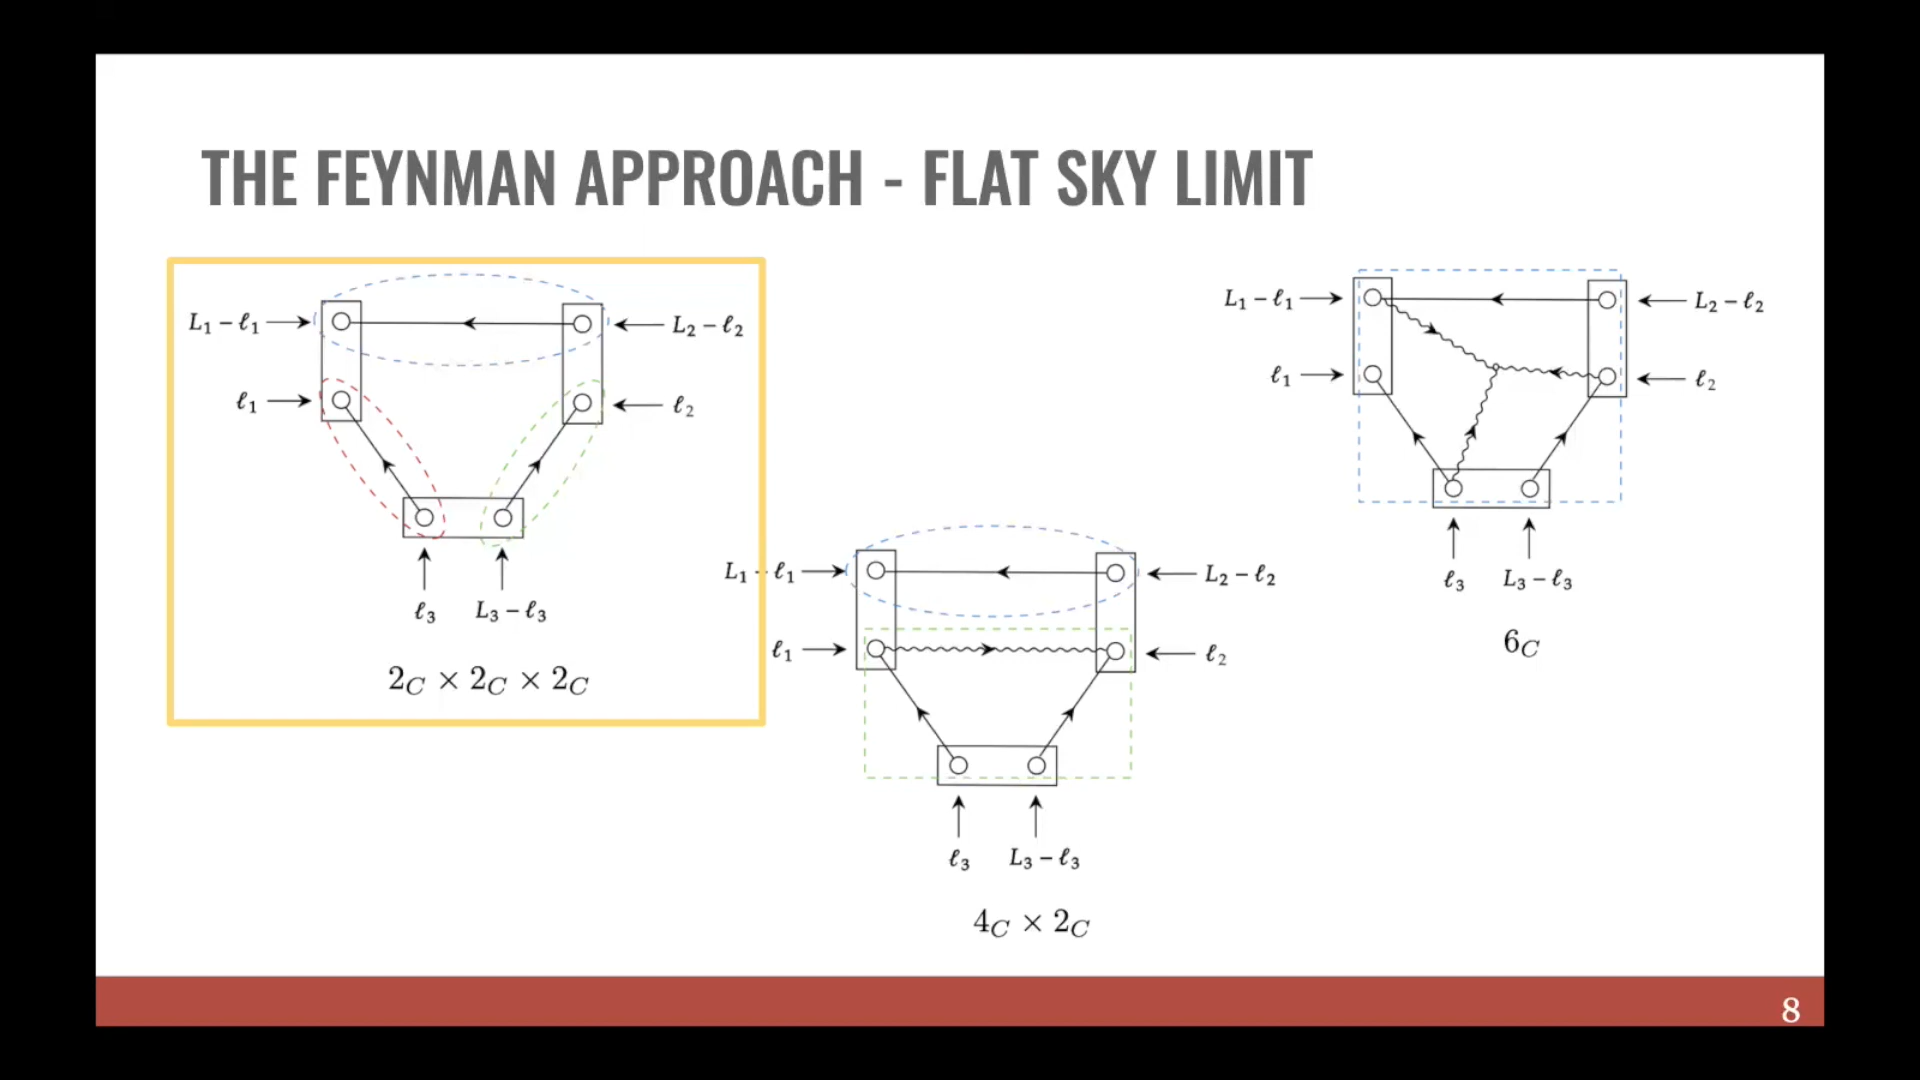 THE FEYNMAN APPROACH - FLAT SKY LIMIT
L₁ − ℓ₁
L₂ − ℓ₂
ℓ₁
ℓ₂
ℓ₃
L₃ − ℓ₃
2_C × 2_C × 2_C
L₁ − ℓ₁
L₂ − ℓ₂
ℓ₁
ℓ₂
ℓ₃
L₃ − ℓ₃
4_C × 2_C
L₁ − ℓ₁
L₂ − ℓ₂
ℓ₁
ℓ₂
ℓ₃
L₃ − ℓ₃
6_C
8